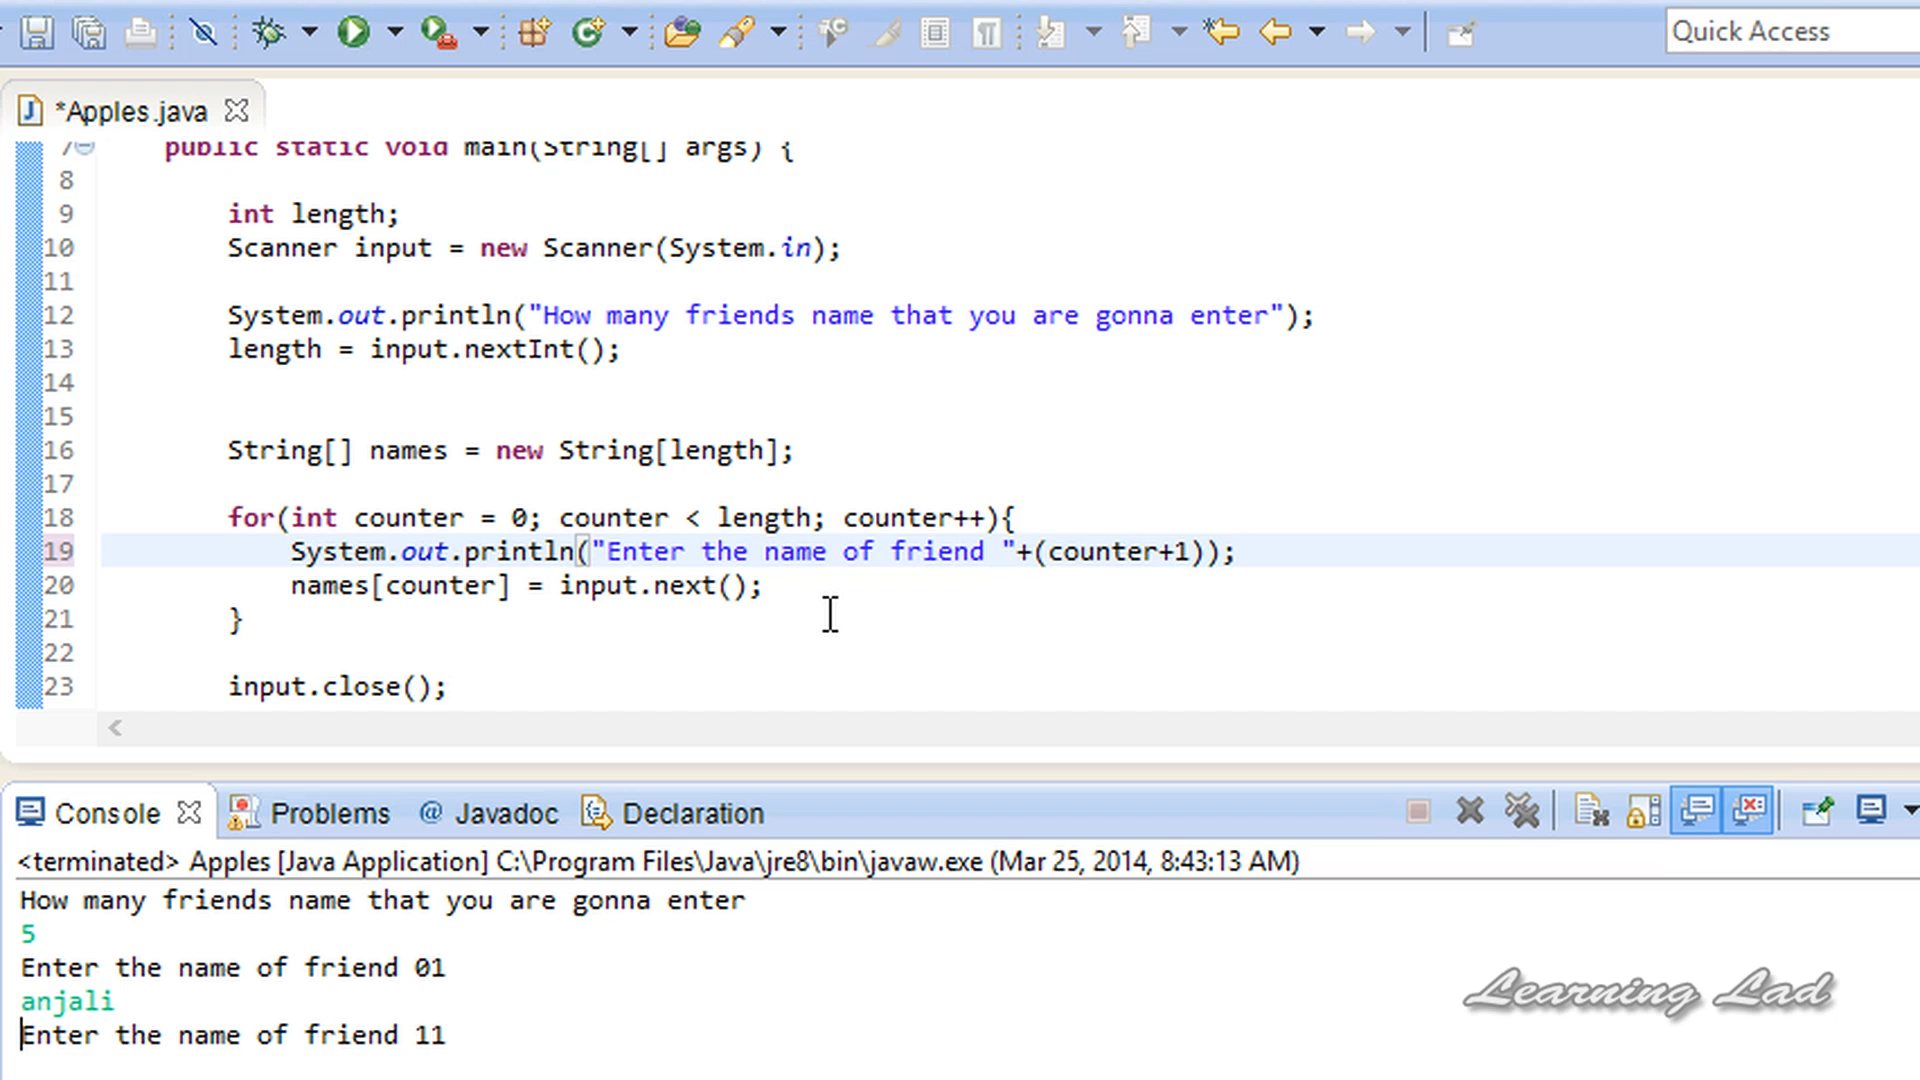 Quick Access
*Apples.java
7 public static void main(String[] args) {
8
9 int length;
10 Scanner input = new Scanner(System.in);
11
12 System.out.println("How many friends name that you are gonna enter");
13 length = input.nextInt();
14
15
16 String[] names = new String[length];
17
18 for(int counter = 0; counter < length; counter++){
19 System.out.println("Enter the name of friend "+(counter+1));
20 names[counter] = input.next();
21 }
22
23 input.close();
Console Problems @ Javadoc Declaration
<terminated> Apples [Java Application] C:\Program Files\Java\jre8\bin\javaw.exe (Mar 25, 2014, 8:43:13 AM)
How many friends name that you are gonna enter
5
Enter the name of friend 01
anjali
Enter the name of friend 11
Learning Lad